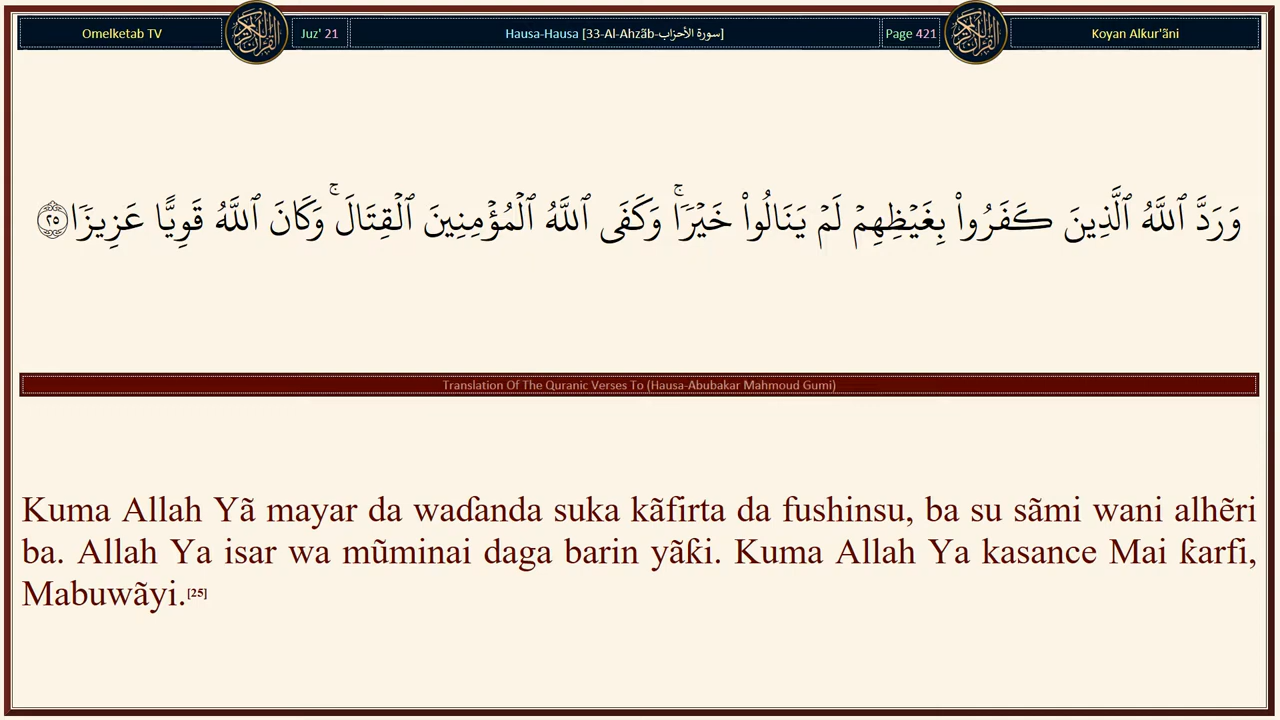 Omelketab TV
Juz' 21
Hausa-Hausa [33-Al-Ahzãb-سورة الأحزاب]
Page 421
Koyan Alƙur'ãni
وَرَدَّ ٱللَّهُ ٱلَّذِينَ كَفَرُواْ بِغَيۡظِهِمۡ لَمۡ يَنَالُواْ خَيۡرٗاۚ وَكَفَى ٱللَّهُ ٱلۡمُؤۡمِنِينَ ٱلۡقِتَالَۚ وَكَانَ ٱللَّهُ قَوِيًّا عَزِيزٗا ٢٥
Translation Of The Quranic Verses To (Hausa-Abubakar Mahmoud Gumi)
Kuma Allah Yã mayar da waɗanda suka kãfirta da fushinsu, ba su sãmi wani alhẽri
ba. Allah Ya isar wa mũminai daga barin yãƙi. Kuma Allah Ya kasance Mai ƙarfi,
Mabuwãyi.[25]